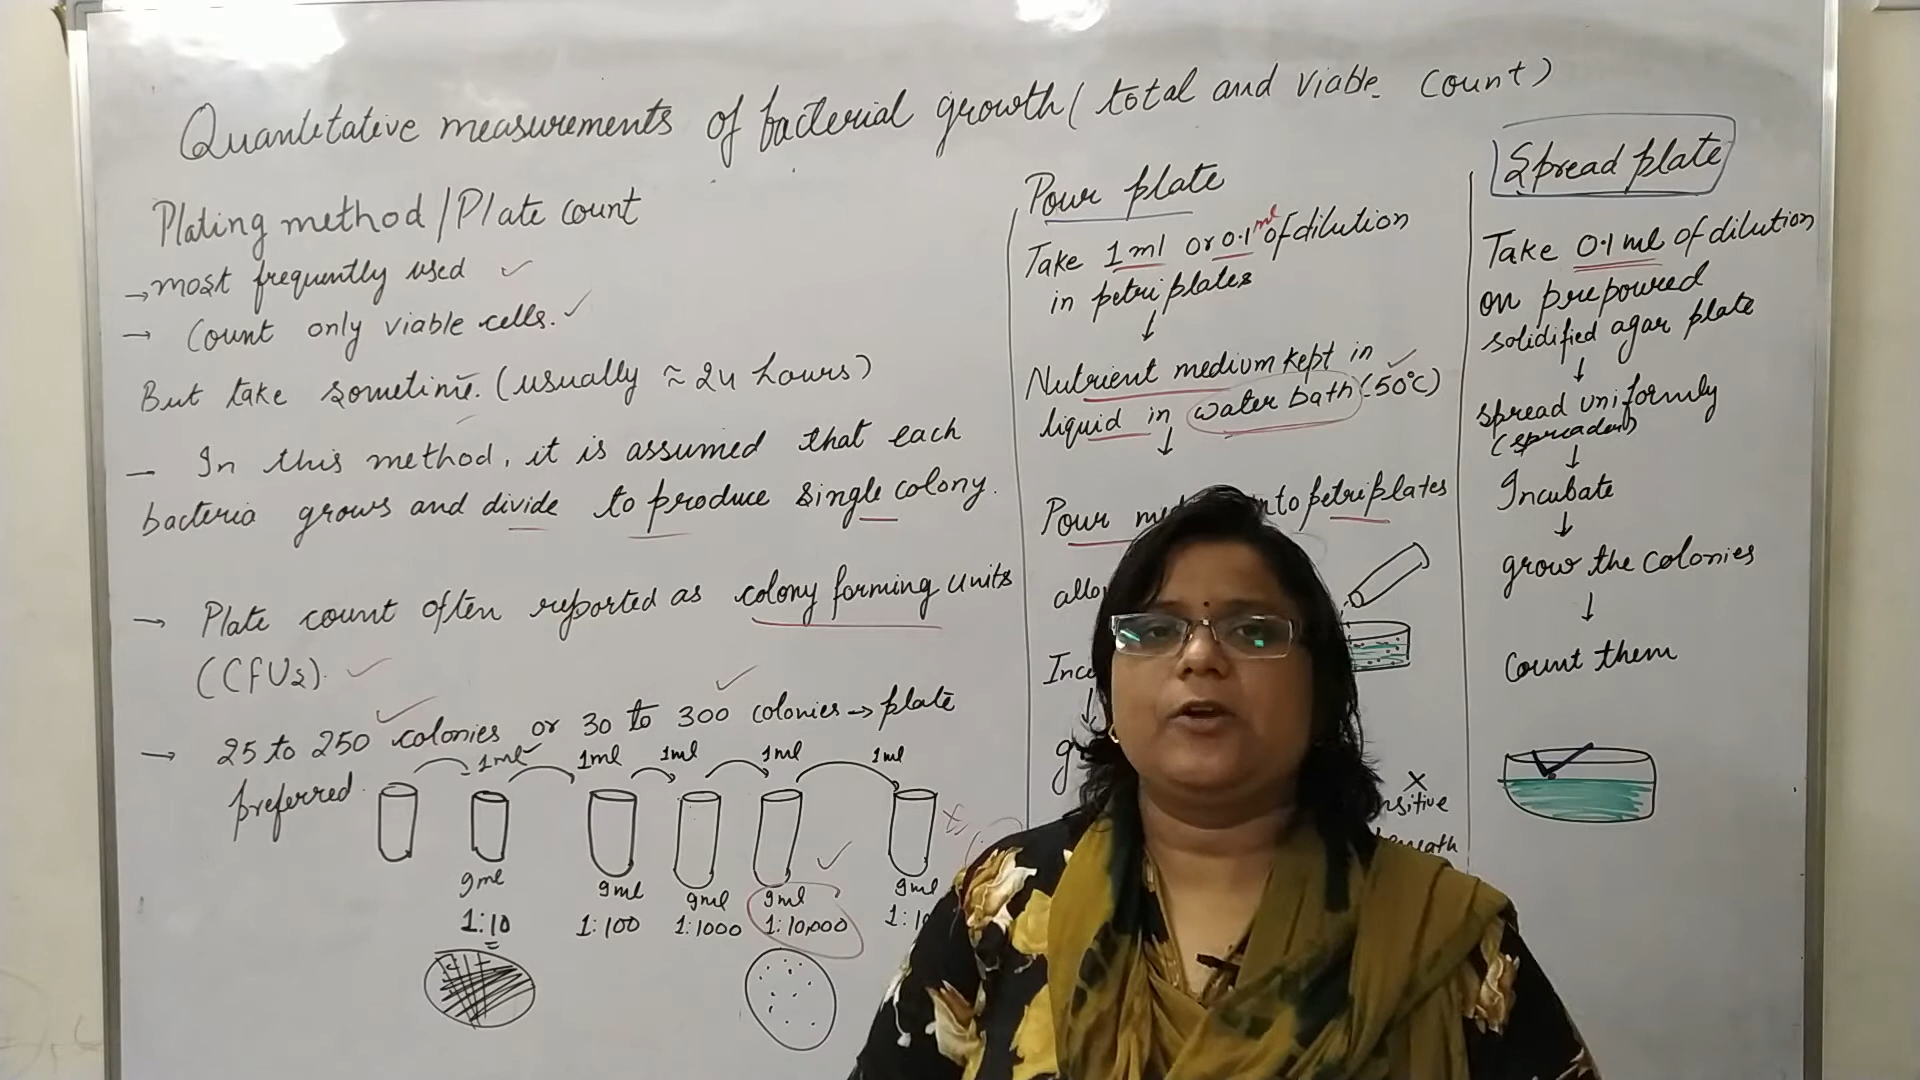 Quantitative measurements of bacterial growth (total and viable count)
Plating method/Plate count
→ most frequently used ✓
→ Count only viable cells. ✓
But take sometime. (usually ≈ 24 hours)
- In this method, it is assumed that each
bacteria grows and divide to produce single colony.
→ Plate count often reported as colony forming units
(CFUs). ✓
→ 25 to 250 colonies or 30 to 300 colonies → plate
preferred.
1ml 1ml 1ml 1ml 1ml
9ml 9ml 9ml 9ml 9ml
1:10 1:100 1:1000 1:10,000
Pour plate
Take 1ml or 0.1 ml of dilution
in petriplates
↓
Nutrient medium kept in
liquid in water bath (50°C)
↓
Pour into petriplates
↓
x
Spread plate
Take 0.1 ml of dilution
on prepoured
solidified agar plate
↓
spread uniformly
(spreader)
↓
Incubate
↓
grow the colonies
↓
Count them